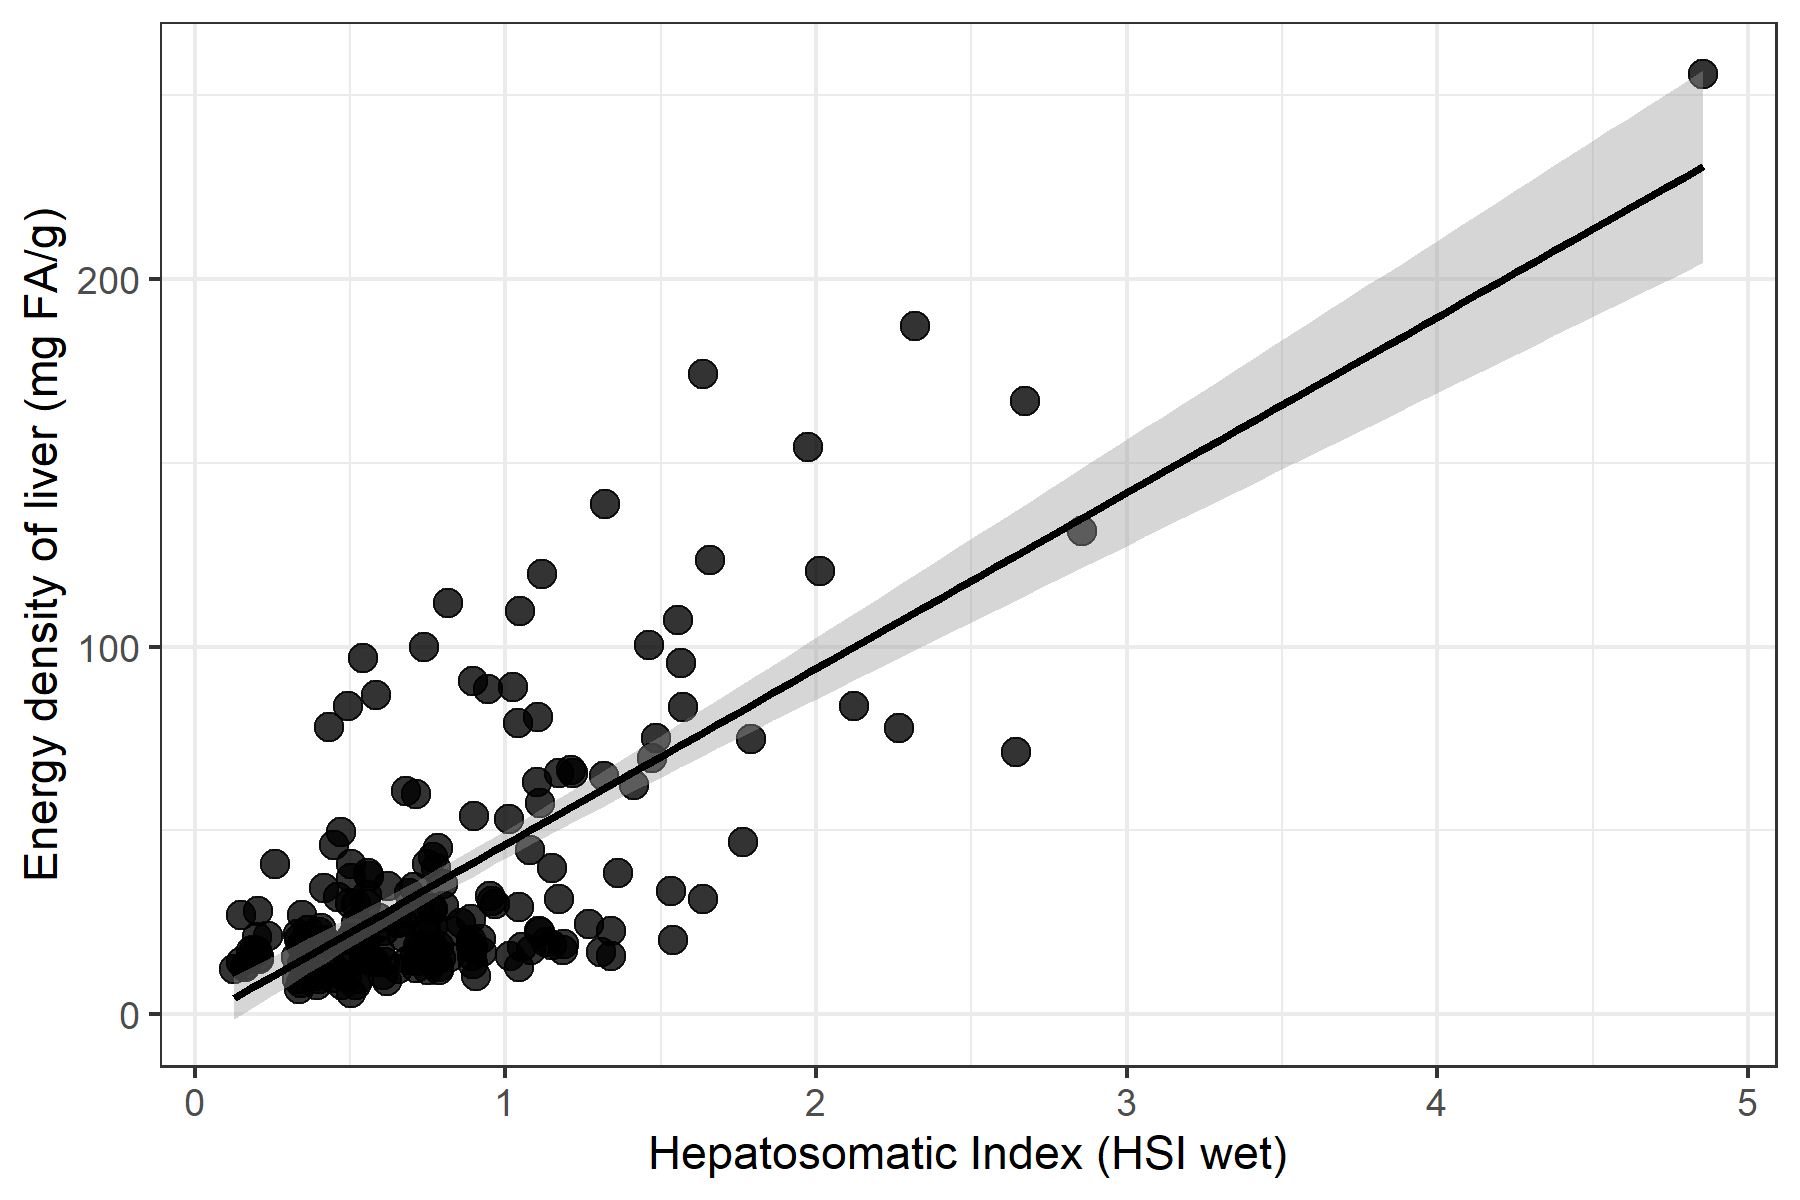 Energy density of liver (mg FA/g)
200
100
0
0 1 2 3 4 5
Hepatosomatic Index (HSI wet)